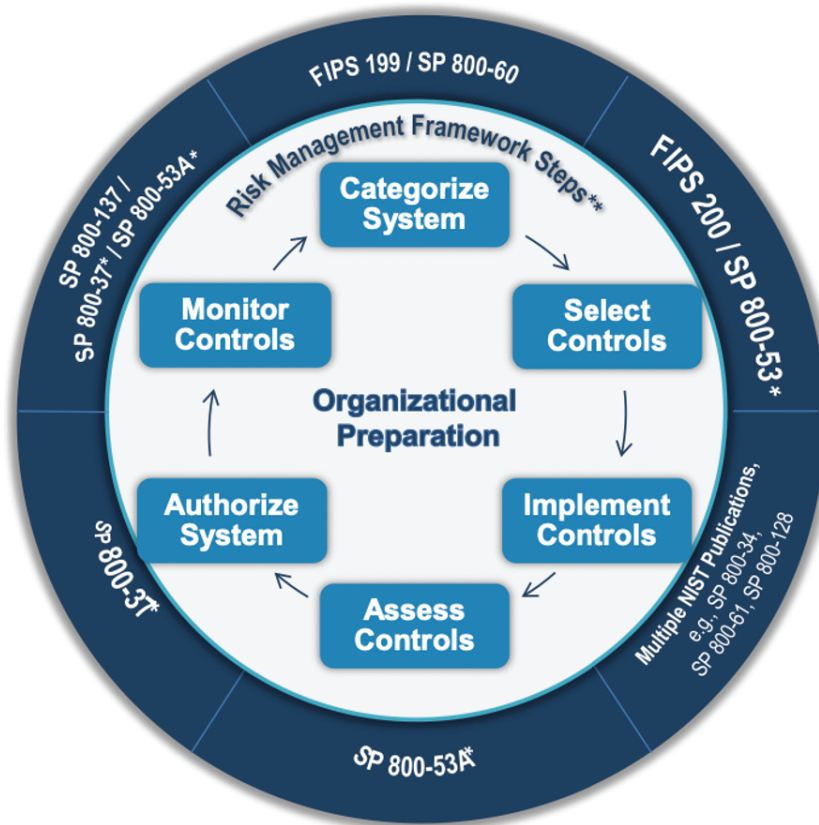 FIPS 199 / SP 800-60
FIPS 200 / SP 800-53*
Multiple NIST Publications,
e.g., SP 800-34,
SP 800-61, SP 800-128
SP 800-53A*
SP 800-37*
SP 800-137 /
SP 800-37* / SP 800-53A*
Risk Management Framework Steps**
Categorize
System
Select
Controls
Implement
Controls
Assess
Controls
Authorize
System
Monitor
Controls
Organizational
Preparation